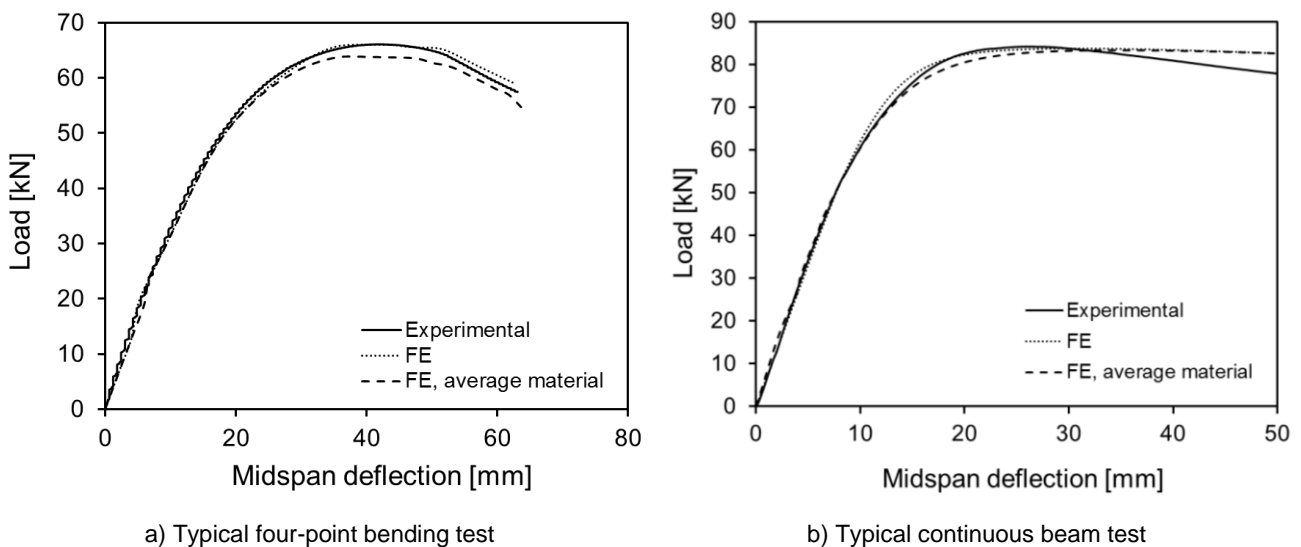 70
60
50
40
30
20
10
0
Load [kN]
Experimental
FE
FE, average material
0 20 40 60 80
Midspan deflection [mm]
a) Typical four-point bending test
90
80
70
60
50
40
30
20
10
0
Load [kN]
Experimental
FE
FE, average material
0 10 20 30 40 50
Midspan deflection [mm]
b) Typical continuous beam test